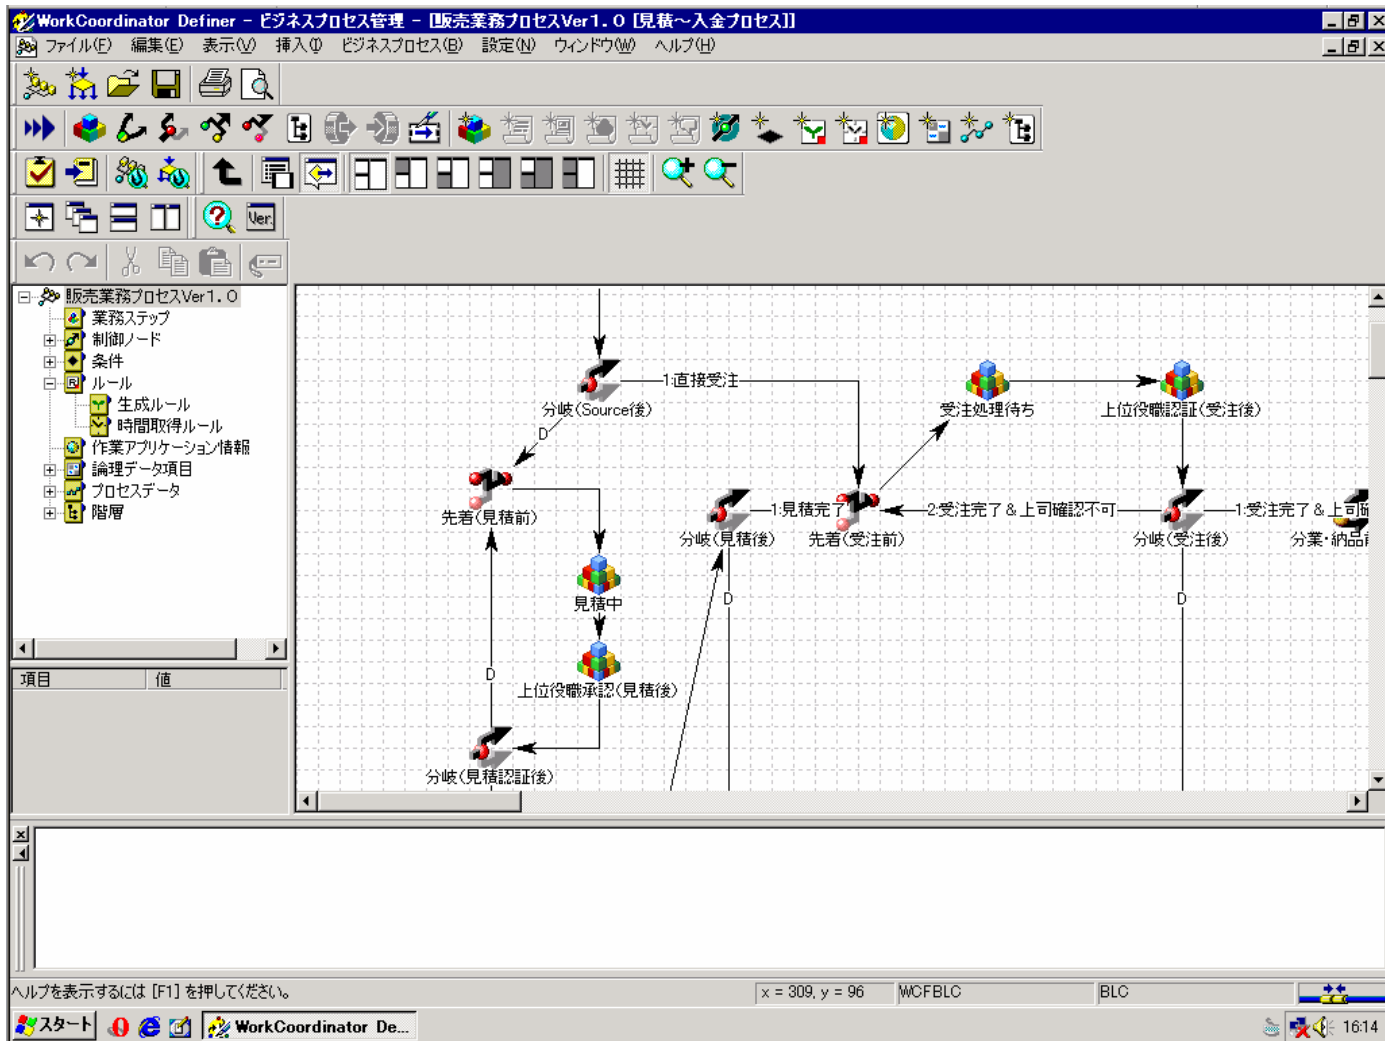 WorkCoordinator Definer - ビジネスプロセス管理 - [販売業務プロセスVer1.0 [見積～入金プロセス]]
ファイル(F) 編集(E) 表示(V) 挿入(I) ビジネスプロセス(B) 設定(N) ウィンドウ(W) ヘルプ(H)
Ver.
販売業務プロセスVer1.0
業務ステップ
制御ノード
条件
ルール
生成ルール
時間取得ルール
作業アプリケーション情報
論理データ項目
プロセスデータ
階層
項目 値
1:直接受注
分岐(Source後)
受注処理待ち
上位役職認証(受注後)
D
先着(見積前)
1:見積完了
2:受注完了 & 上司確認不可
1:受注完了 & 上司確
分岐(見積後)
先着(受注前)
分岐(受注後)
分業・納品前
見積中
D
D
D
上位役職承認(見積後)
分岐(見積認証後)
ヘルプを表示するには [F1] を押してください。
x = 309, y = 96
WCFBLC
BLC
スタート
WorkCoordinator De...
16:14